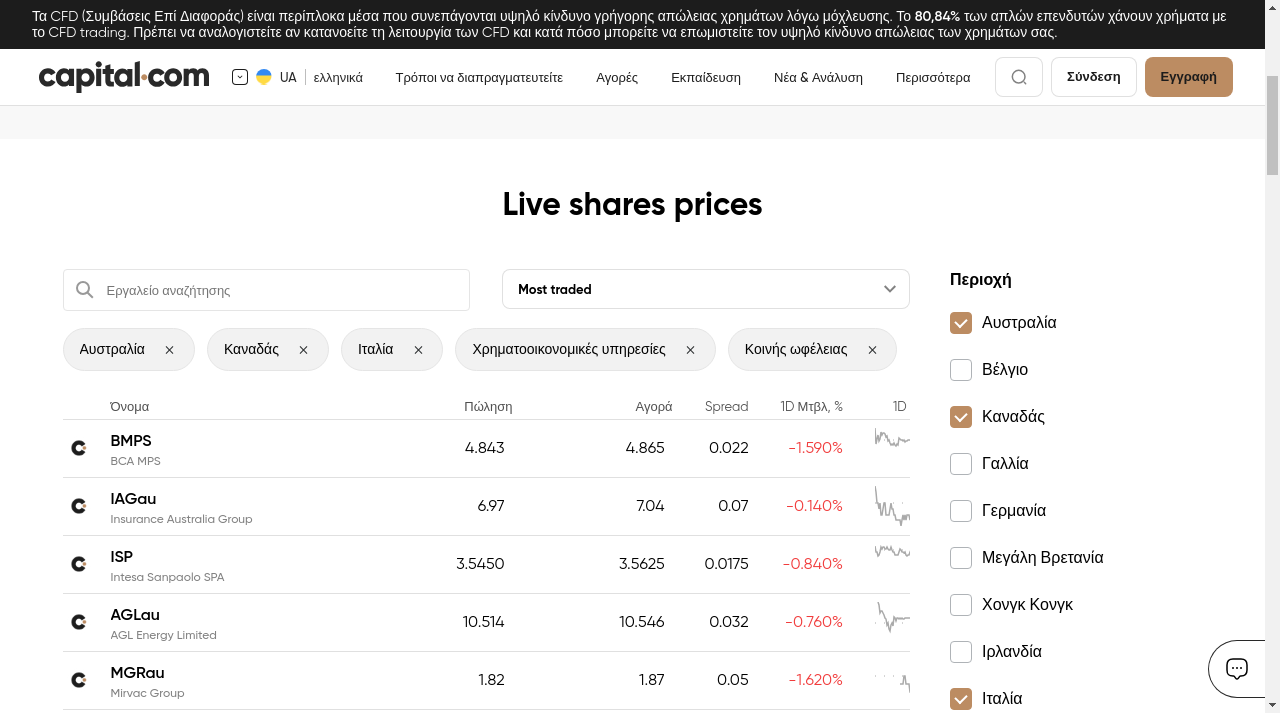 Τα CFD (Συμβάσεις Επί Διαφοράς) είναι περίπλοκα μέσα που συνεπάγονται υψηλό κίνδυνο γρήγορης απώλειας χρημάτων λόγω μόχλευσης. Το 80,84% των απλών επενδυτών χάνουν χρήματα με
το CFD trading. Πρέπει να αναλογιστείτε αν κατανοείτε τη λειτουργία των CFD και κατά πόσο μπορείτε να επωμιστείτε τον υψηλό κίνδυνο απώλειας των χρημάτων σας.
capital.com UA ελληνικά Τρόποι να διαπραγματευτείτε Αγορές Εκπαίδευση Νέα & Ανάλυση Περισσότερα Σύνδεση Εγγραφή
Live shares prices
Εργαλείο αναζήτησης Most traded
Αυστραλία Καναδάς Ιταλία Χρηματοοικονομικές υπηρεσίες Κοινής ωφέλειας
Όνομα Πώληση Αγορά Spread 1D Μτβλ, % 1D
BMPS 4.843 4.865 0.022 -1.590%
BCA MPS
IAGau 6.97 7.04 0.07 -0.140%
Insurance Australia Group
ISP 3.5450 3.5625 0.0175 -0.840%
Intesa Sanpaolo SPA
AGLau 10.514 10.546 0.032 -0.760%
AGL Energy Limited
MGRau 1.82 1.87 0.05 -1.620%
Mirvac Group
Περιοχή
Αυστραλία
Βέλγιο
Καναδάς
Γαλλία
Γερμανία
Μεγάλη Βρετανία
Χονγκ Κονγκ
Ιρλανδία
Ιταλία